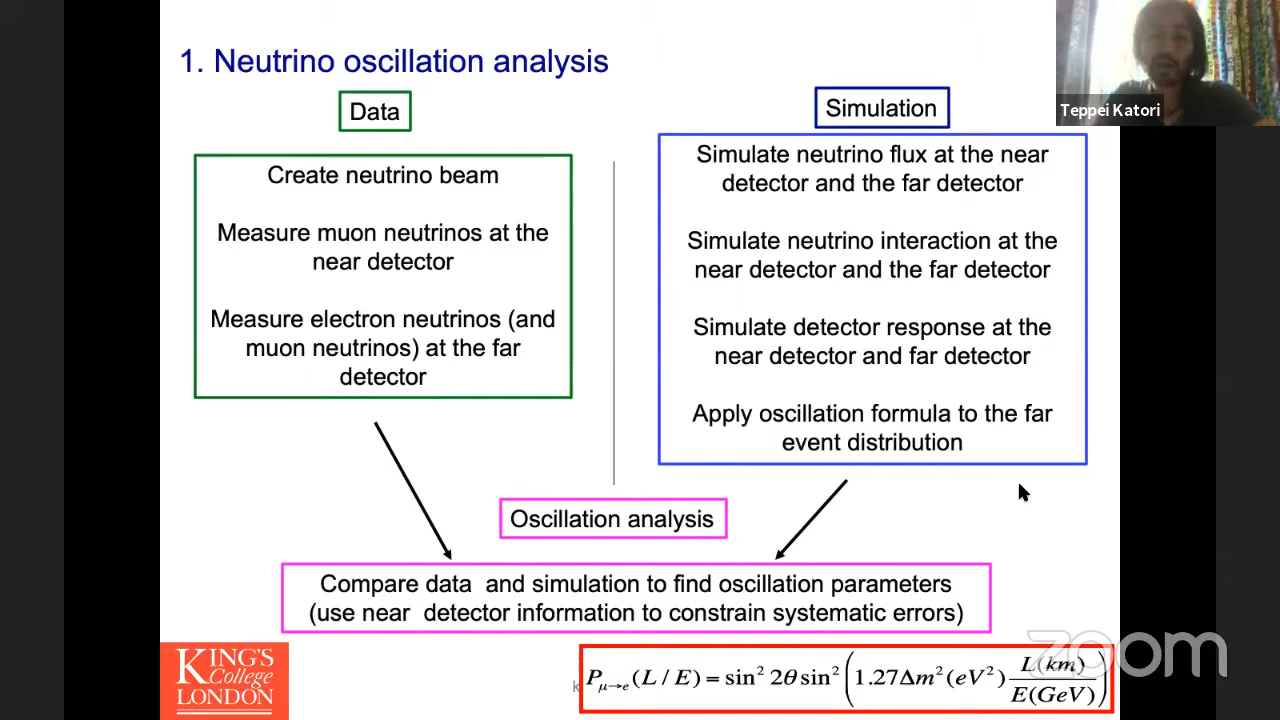 1. Neutrino oscillation analysis
Teppei Katori
Data
Simulation
Create neutrino beam
Measure muon neutrinos at the
near detector
Measure electron neutrinos (and
muon neutrinos) at the far
detector
Simulate neutrino flux at the near
detector and the far detector
Simulate neutrino interaction at the
near detector and the far detector
Simulate detector response at the
near detector and far detector
Apply oscillation formula to the far
event distribution
Oscillation analysis
Compare data and simulation to find oscillation parameters
(use near detector information to constrain systematic errors)
KING'S
College
LONDON
P_{μ→e}(L/E) = sin² 2θ sin² (1.27Δm²(eV²) L(km)/E(GeV))
zoom